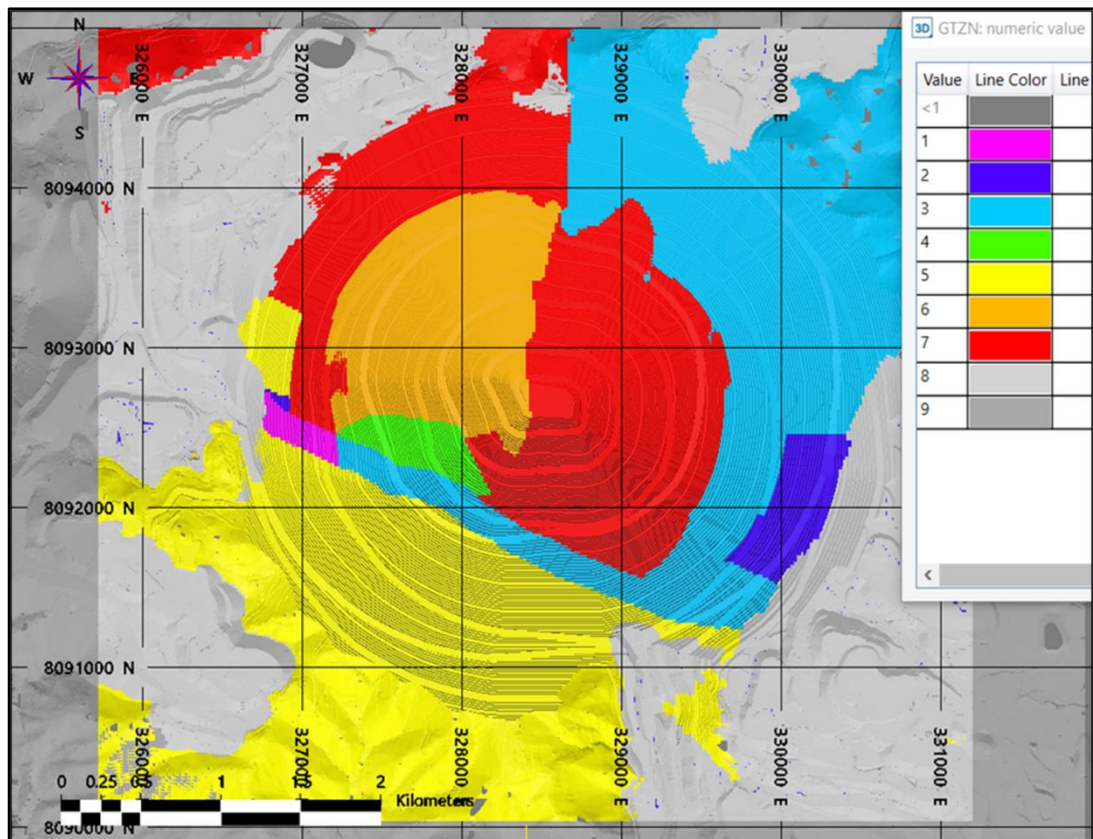 N
W
E
S
326000 E
327000 E
328000 E
329000 E
330000 E
8094000 N
8093000 N
8092000 N
8091000 N
8090000 N
326000 E
327000 E
328000 E
329000 E
330000 E
331000 E
0 0.25 0.5 1 1.5 2
Kilometers
3D GTZN: numeric value
Value Line Color Line
<1
1
2
3
4
5
6
7
8
9
<